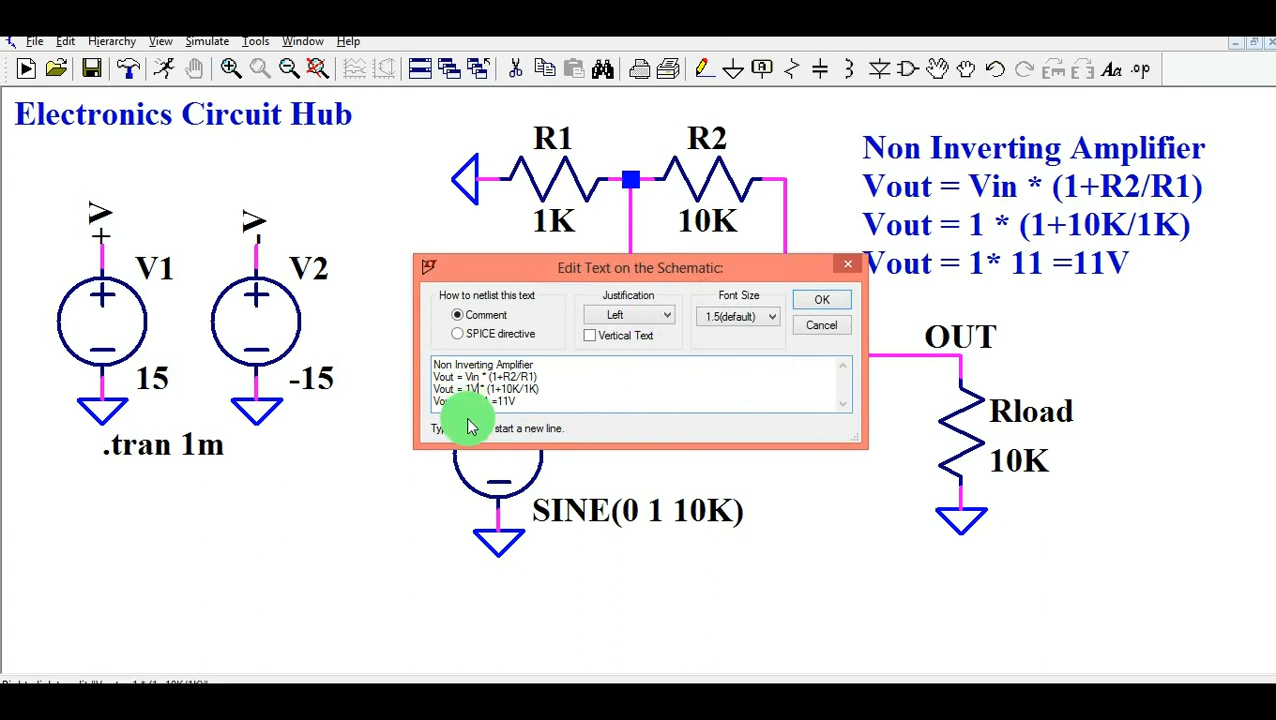 File Edit Hierarchy View Simulate Tools Window Help
Aa .op
Electronics Circuit Hub
R1 R2
1K 10K
Non Inverting Amplifier
Vout = Vin * (1+R2/R1)
Vout = 1 * (1+10K/1K)
Vout = 1* 11 =11V
+V -V
V1 V2
15 -15
.tran 1m
Edit Text on the Schematic:
How to netlist this text
Comment
SPICE directive
Justification
Left
Vertical Text
Font Size
1.5(default)
OK
Cancel
Non Inverting Amplifier
Vout = Vin * (1+R2/R1)
Vout = 1V* (1+10K/1K)
=11V
start a new line.
OUT
Rload
10K
SINE(0 1 10K)